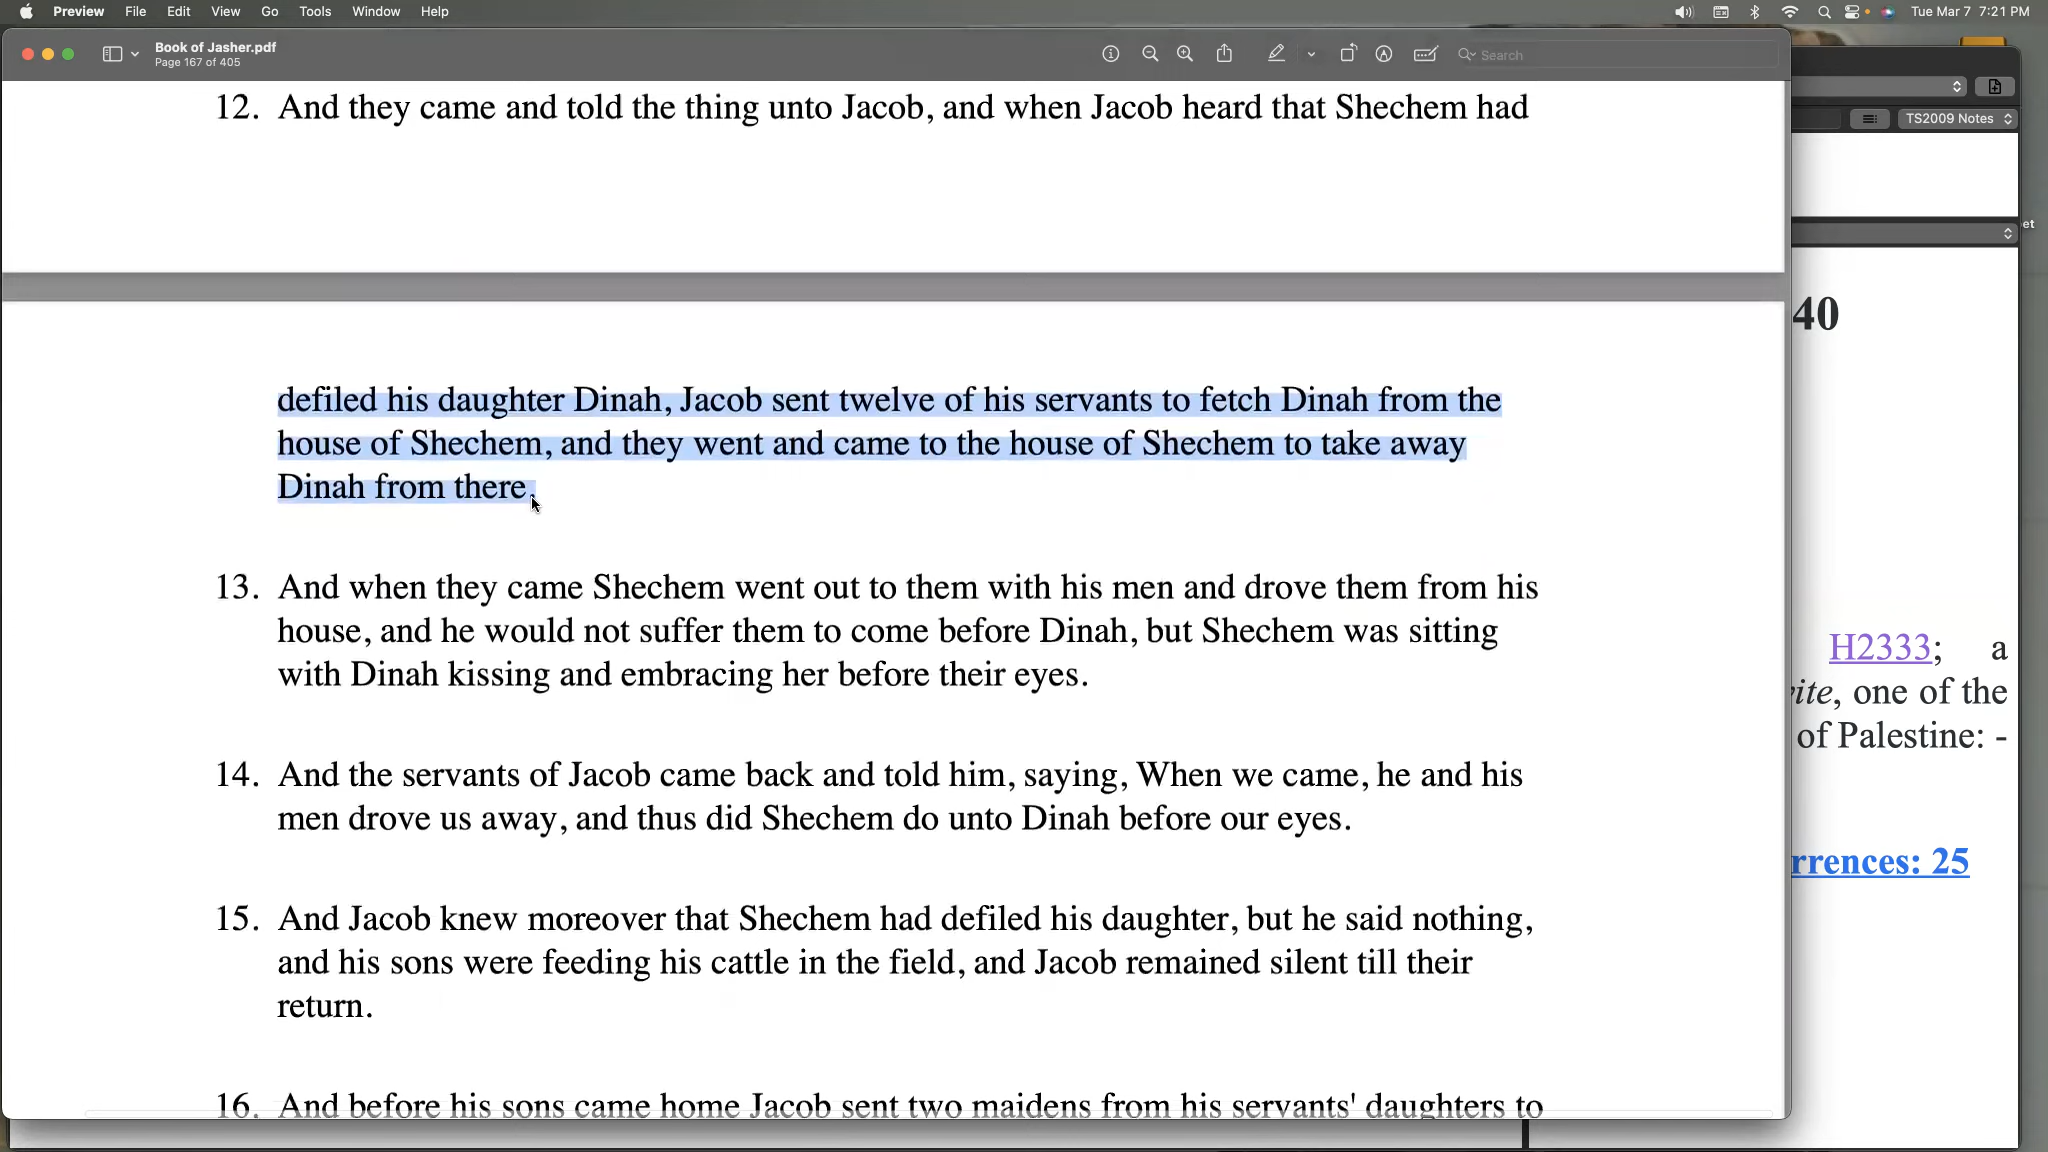 Preview File Edit View Go Tools Window Help
Tue Mar 7 7:21 PM
Book of Jasher.pdf
Page 167 of 405
Search
TS2009 Notes
12. And they came and told the thing unto Jacob, and when Jacob heard that Shechem had
et
defiled his daughter Dinah, Jacob sent twelve of his servants to fetch Dinah from the
house of Shechem, and they went and came to the house of Shechem to take away
Dinah from there.
13. And when they came Shechem went out to them with his men and drove them from his
house, and he would not suffer them to come before Dinah, but Shechem was sitting
with Dinah kissing and embracing her before their eyes.
14. And the servants of Jacob came back and told him, saying, When we came, he and his
men drove us away, and thus did Shechem do unto Dinah before our eyes.
15. And Jacob knew moreover that Shechem had defiled his daughter, but he said nothing,
and his sons were feeding his cattle in the field, and Jacob remained silent till their
return.
16. And before his sons came home Jacob sent two maidens from his servants' daughters to
40
H2333; a
ite, one of the
of Palestine: -
rrences: 25